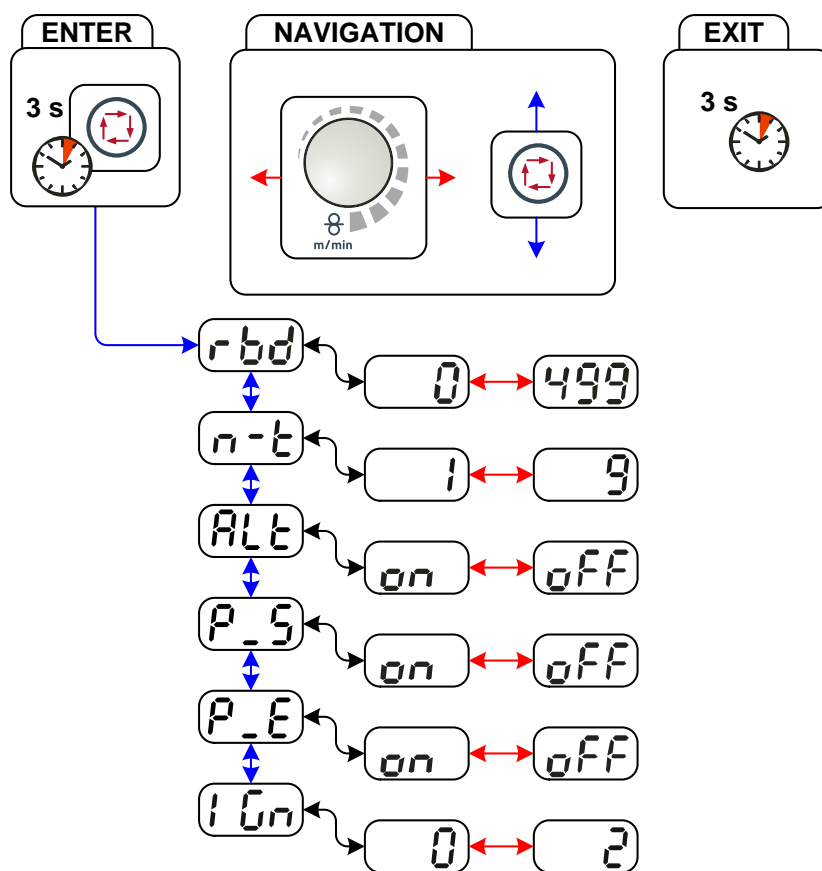 ENTER
NAVIGATION
EXIT
3 s
3 s
m/min
rbd
0
499
n-t
1
9
ALt
on
oFF
P_S
on
oFF
P_E
on
oFF
IGn
0
2